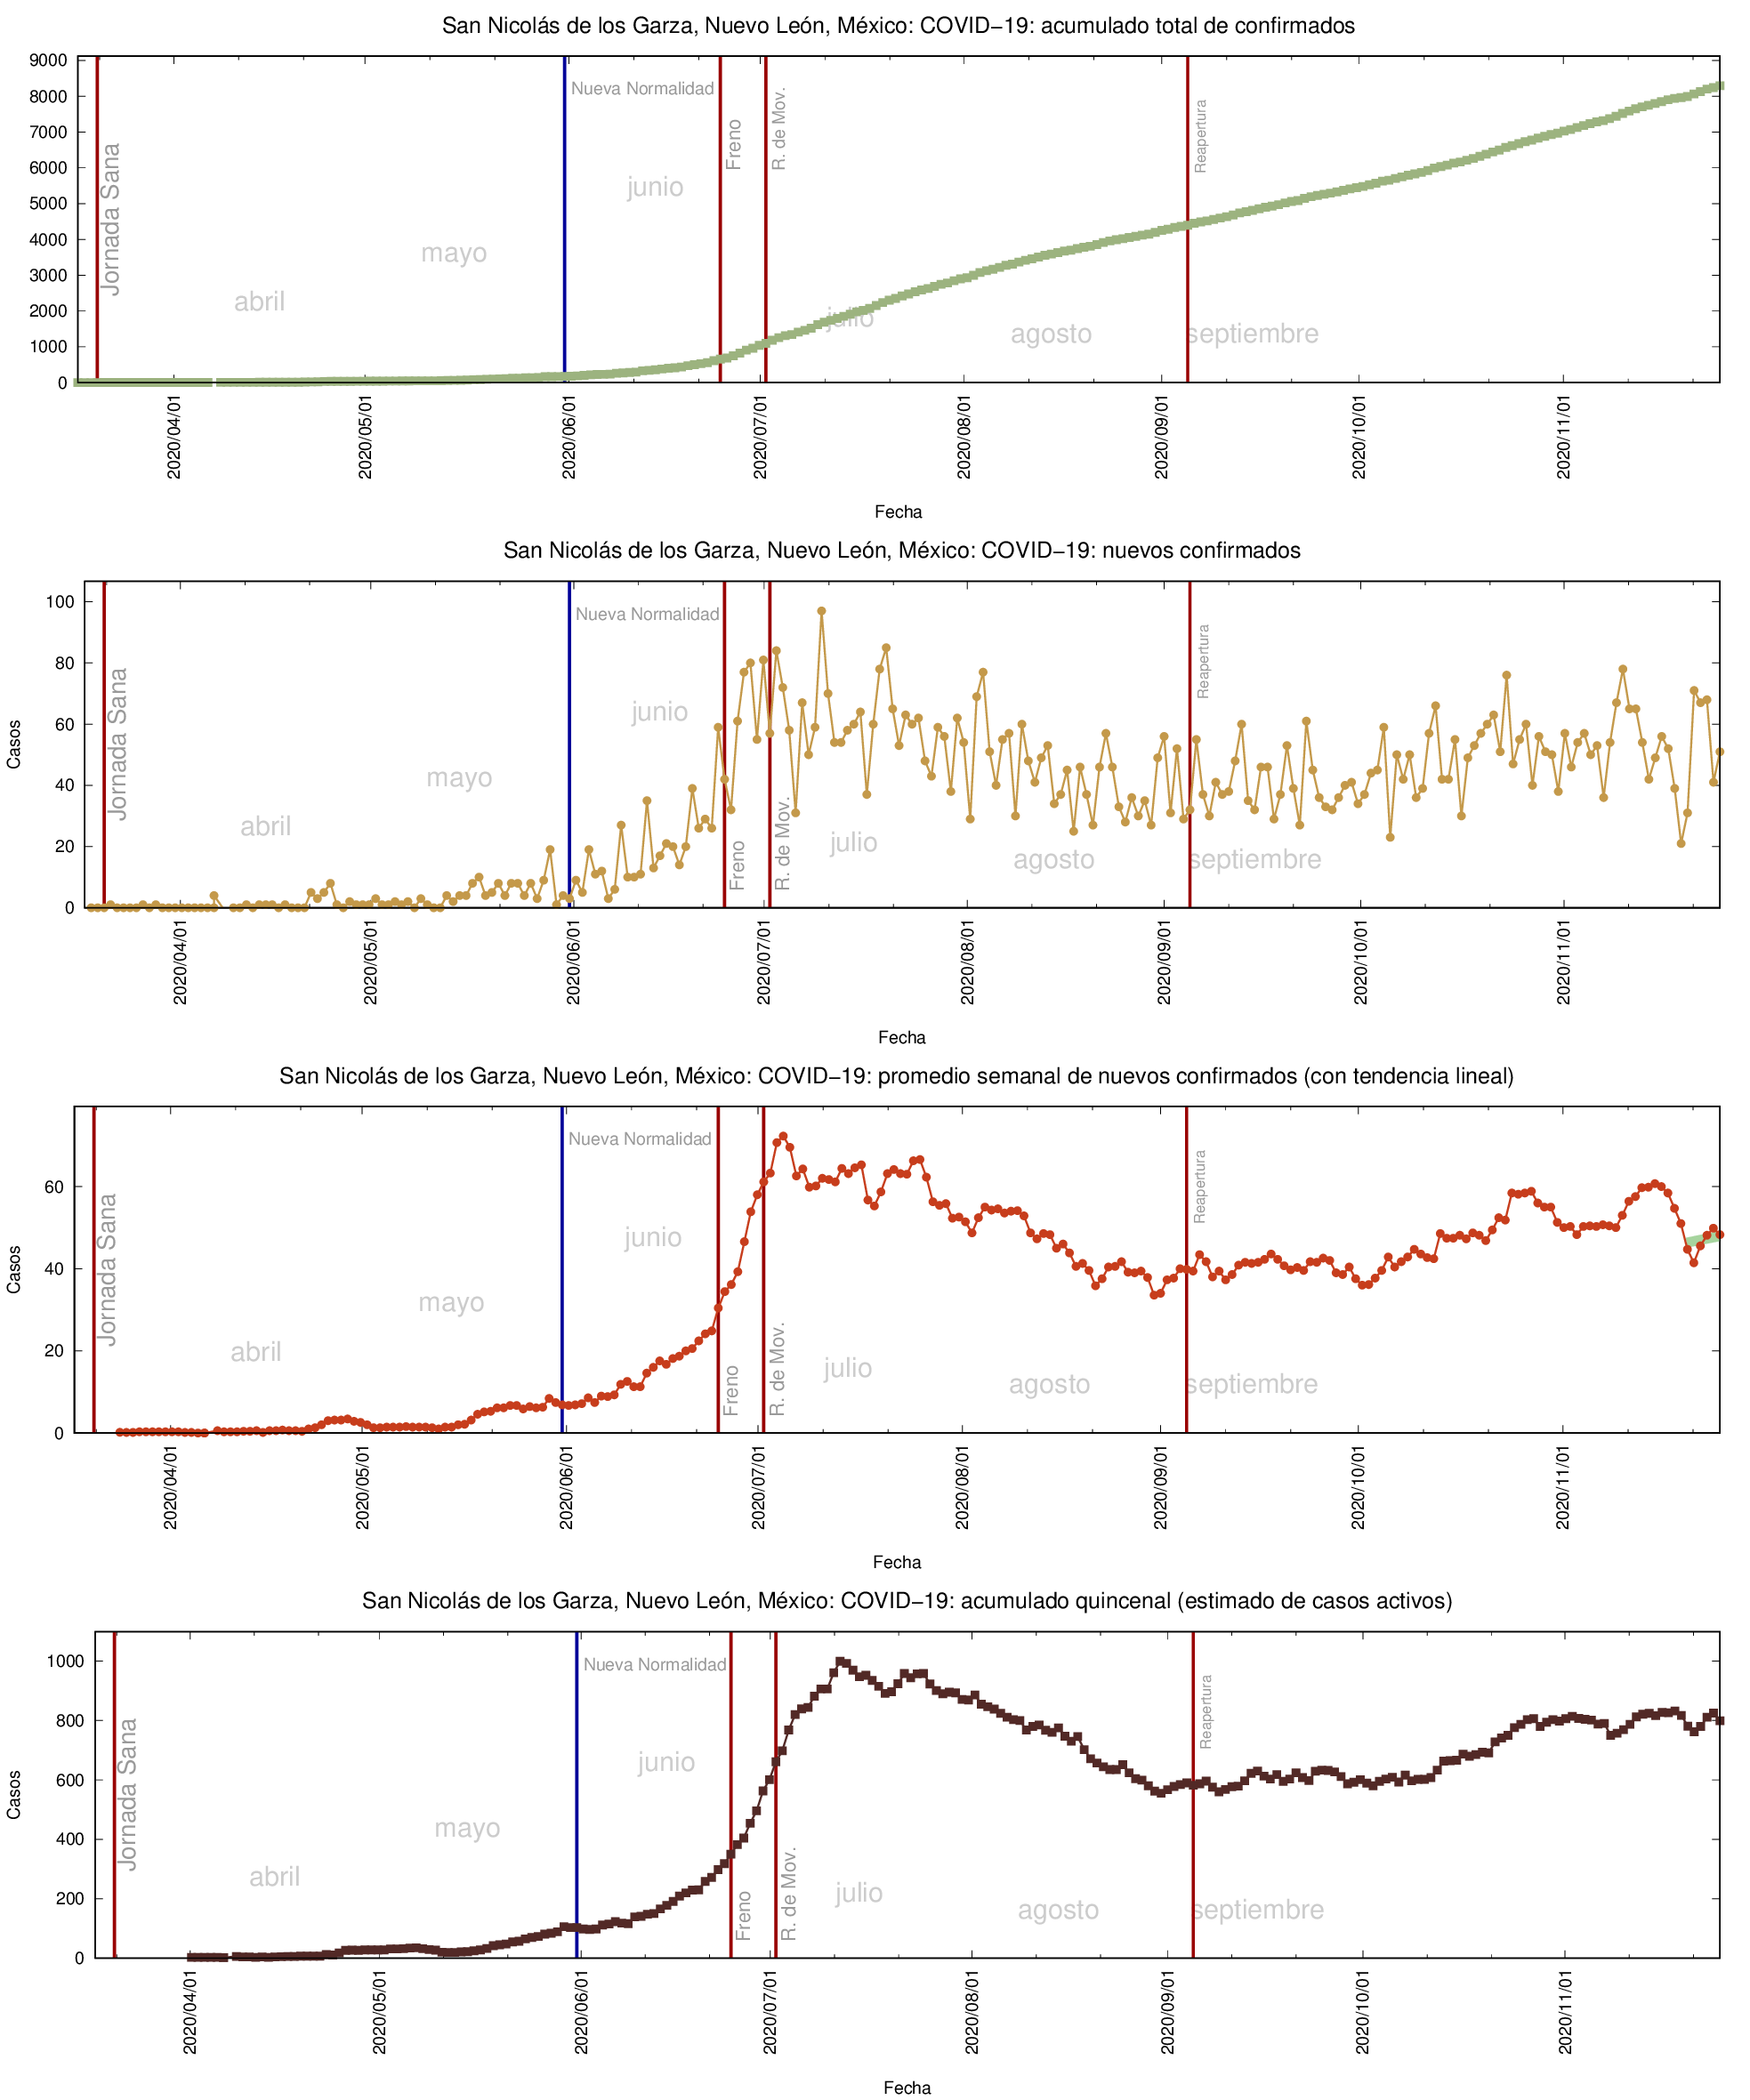 San Nicolás de los Garza, Nuevo León, México: COVID−19: acumulado total de confirmados
9000
8000
7000
6000
5000
4000
3000
2000
1000
0
Jornada Sana
abril
mayo
Nueva Normalidad
junio
Freno
R. de Mov.
julio
agosto
Reapertura
septiembre
2020/04/01
2020/05/01
2020/06/01
2020/07/01
2020/08/01
2020/09/01
2020/10/01
2020/11/01
Fecha
San Nicolás de los Garza, Nuevo León, México: COVID−19: nuevos confirmados
Casos
100
80
60
40
20
0
Jornada Sana
abril
mayo
Nueva Normalidad
junio
Freno
R. de Mov.
julio
agosto
Reapertura
septiembre
2020/04/01
2020/05/01
2020/06/01
2020/07/01
2020/08/01
2020/09/01
2020/10/01
2020/11/01
Fecha
San Nicolás de los Garza, Nuevo León, México: COVID−19: promedio semanal de nuevos confirmados (con tendencia lineal)
Casos
60
40
20
0
Jornada Sana
abril
mayo
Nueva Normalidad
junio
Freno
R. de Mov.
julio
agosto
Reapertura
septiembre
2020/04/01
2020/05/01
2020/06/01
2020/07/01
2020/08/01
2020/09/01
2020/10/01
2020/11/01
Fecha
San Nicolás de los Garza, Nuevo León, México: COVID−19: acumulado quincenal (estimado de casos activos)
Casos
1000
800
600
400
200
0
Jornada Sana
abril
mayo
Nueva Normalidad
junio
Freno
R. de Mov.
julio
agosto
Reapertura
septiembre
2020/04/01
2020/05/01
2020/06/01
2020/07/01
2020/08/01
2020/09/01
2020/10/01
2020/11/01
Fecha